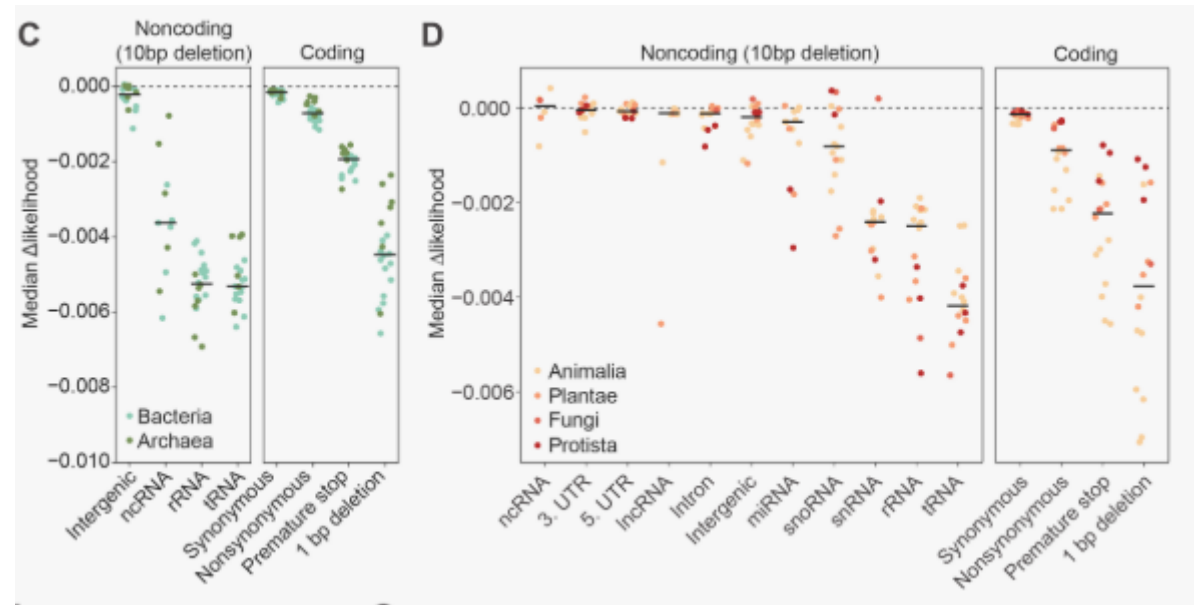 C
Noncoding
(10bp deletion)
Coding
Median Δlikelihood
0.000
−0.002
−0.004
−0.006
−0.008
−0.010
Bacteria
Archaea
Intergenic
ncRNA
rRNA
tRNA
Synonymous
Nonsynonymous
Premature stop
1 bp deletion
D
Noncoding (10bp deletion)
Coding
Median Δlikelihood
0.000
−0.002
−0.004
−0.006
Animalia
Plantae
Fungi
Protista
ncRNA
3. UTR
5. UTR
lncRNA
Intron
Intergenic
miRNA
snoRNA
snRNA
rRNA
tRNA
Synonymous
Nonsynonymous
Premature stop
1 bp deletion